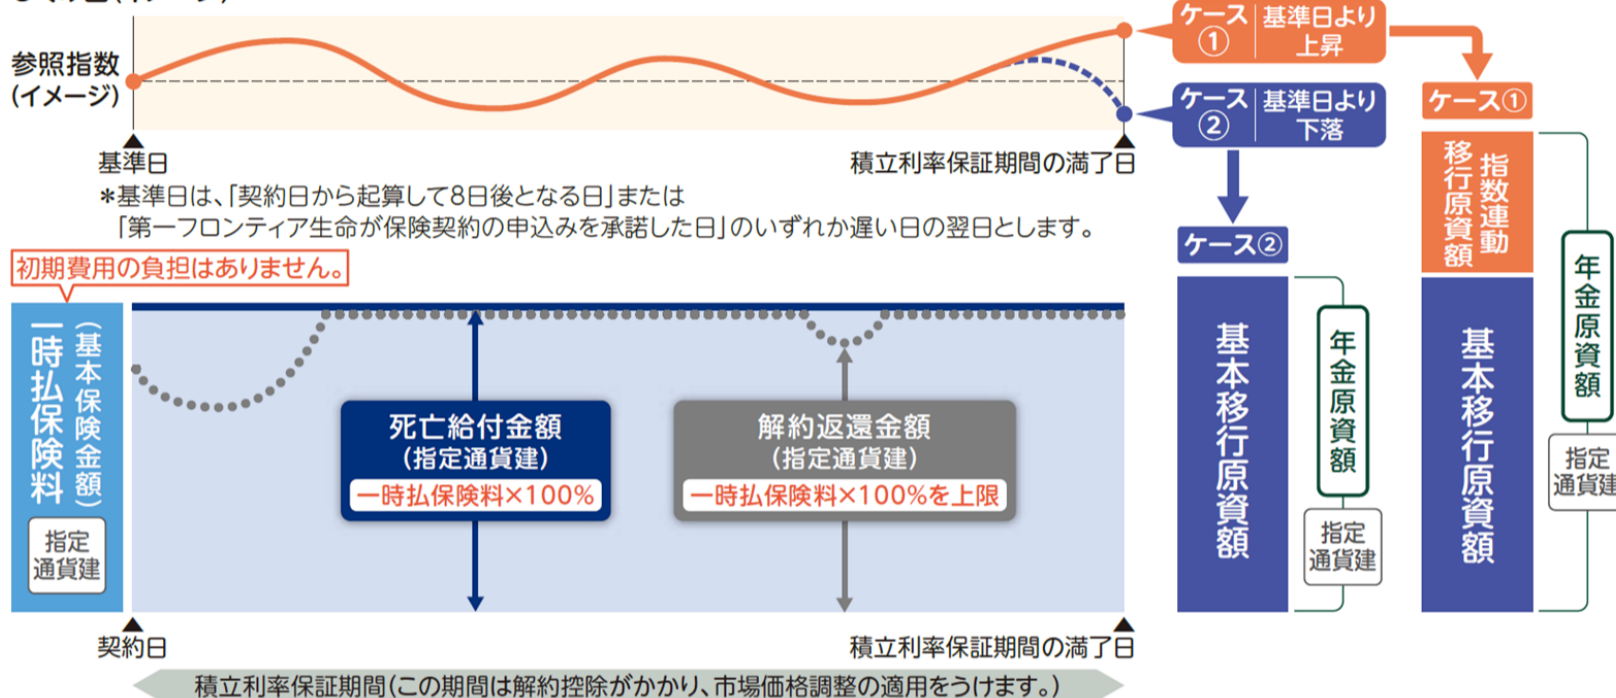 参照指数
(イメージ)
ケース① 基準日より上昇
ケース② 基準日より下落
基準日
積立利率保証期間の満了日
＊基準日は、「契約日から起算して8日後となる日」または
「第一フロンティア生命が保険契約の申込みを承諾した日」のいずれか遅い日の翌日とします。
初期費用の負担はありません。
一時払保険料
(基本保険金額)
指定
通貨建
死亡給付金額
(指定通貨建)
一時払保険料×100%
解約返還金額
(指定通貨建)
一時払保険料×100%を上限
契約日
積立利率保証期間の満了日
積立利率保証期間(この期間は解約控除がかかり、市場価格調整の適用をうけます。)
ケース②
基本移行原資額
年金原資額
指定
通貨建
ケース①
指数連動
移行原資額
基本移行原資額
年金原資額
指定
通貨建